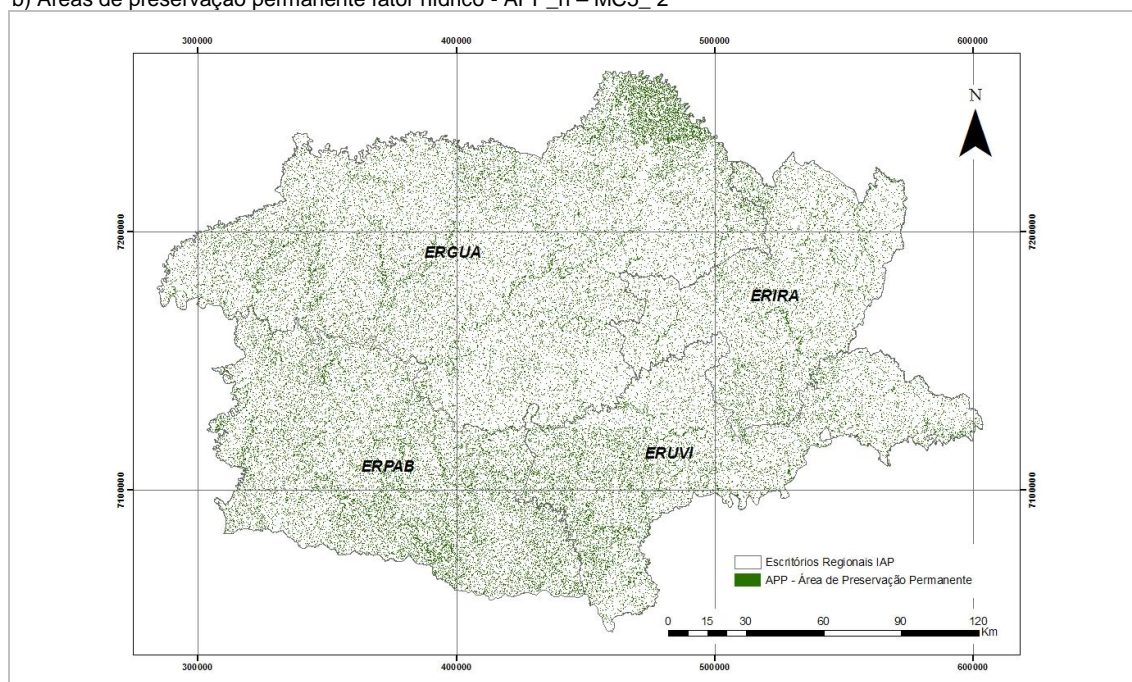 b) Áreas de preservação permanente fator hídrico - APP_h – MC5_ 2
300000 400000 500000 600000
N
7200000 7200000
ERGUA
ERIRA
ERPAB
ERUVI
7100000 7100000
Escritórios Regionais IAP
APP - Área de Preservação Permanente
0 15 30 60 90 120
Km
300000 400000 500000 600000